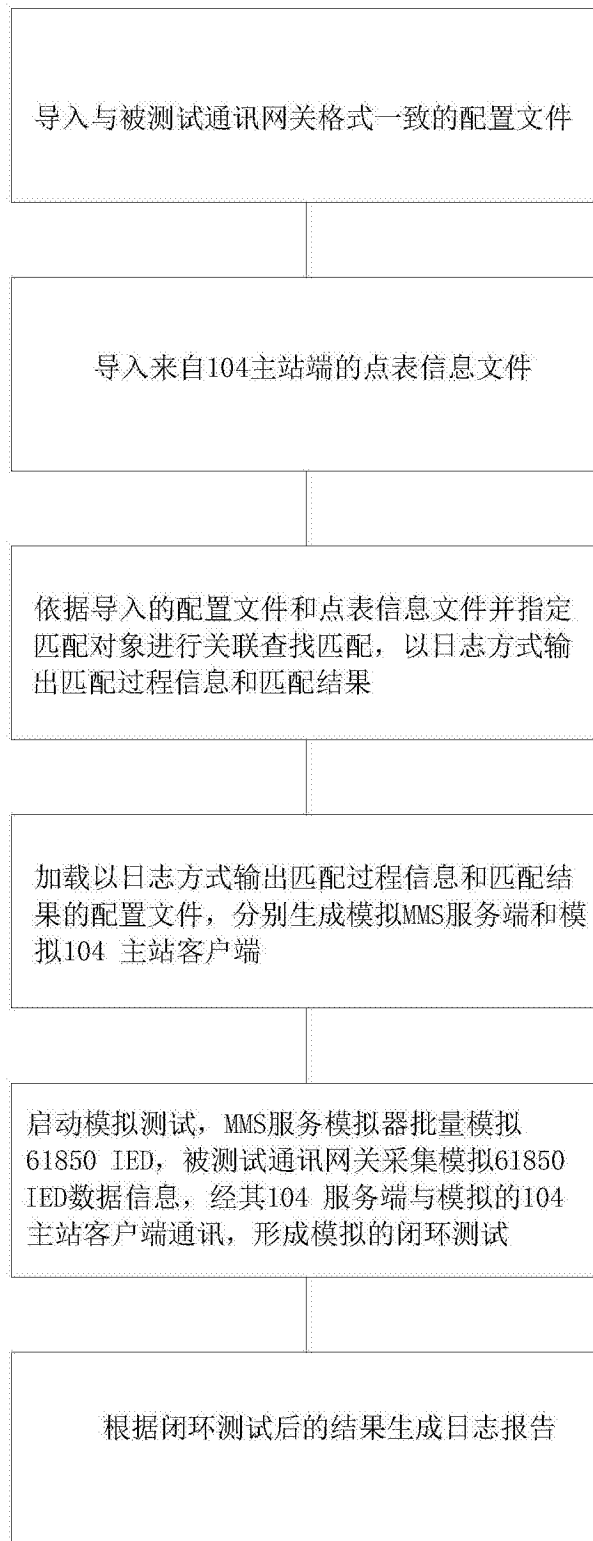 导入与被测试通讯网关格式一致的配置文件
导入来自104主站端的点表信息文件
依据导入的配置文件和点表信息文件并指定
匹配对象进行关联查找匹配，以日志方式输
出匹配过程信息和匹配结果
加载以日志方式输出匹配过程信息和匹配结
果的配置文件，分别生成模拟MMS服务端和模
拟104 主站客户端
启动模拟测试，MMS服务模拟器批量模拟
61850 IED，被测试通讯网关采集模拟61850
IED数据信息，经其104 服务端与模拟的104
主站客户端通讯，形成模拟的闭环测试
根据闭环测试后的结果生成日志报告